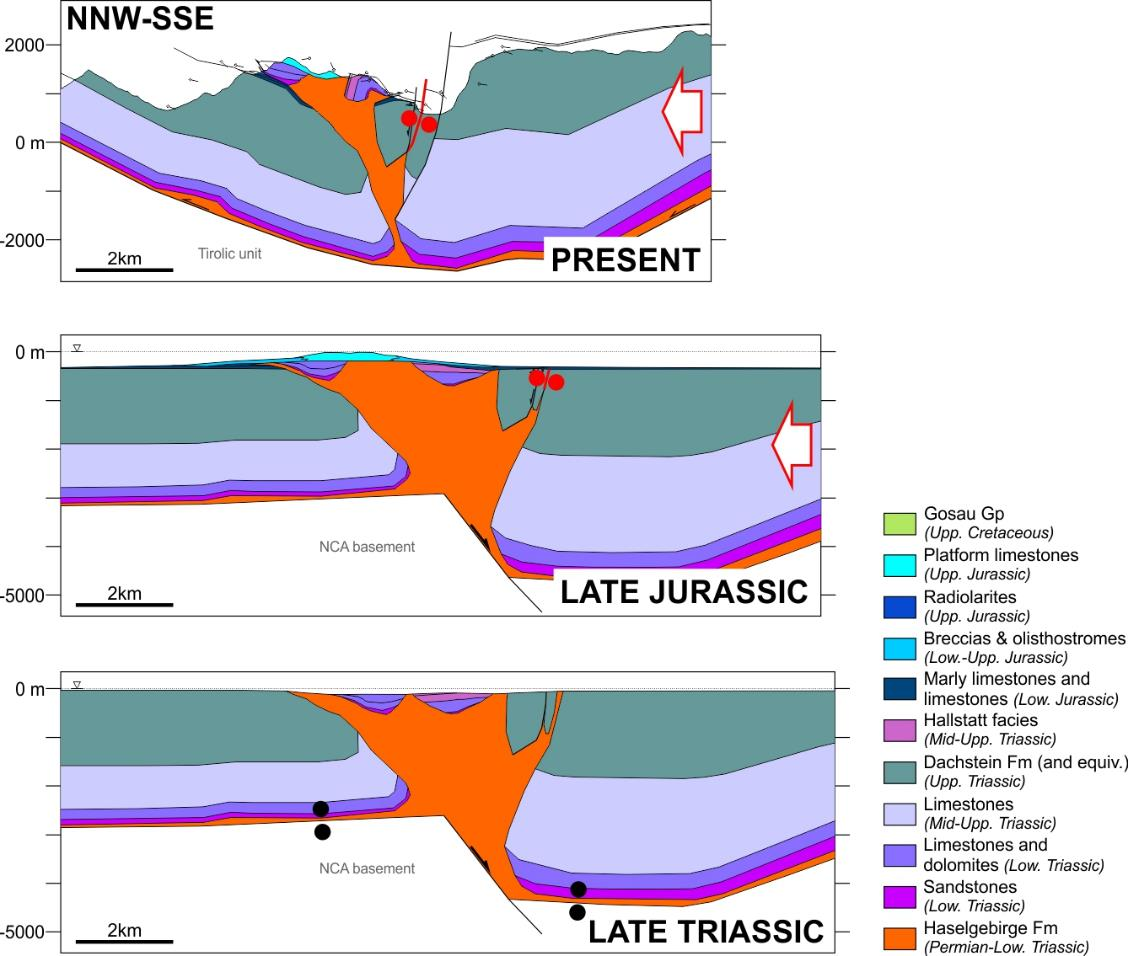 NNW-SSE
2000
0 m
-2000
2km
Tirolic unit
PRESENT
0 m
-5000
2km
NCA basement
LATE JURASSIC
0 m
-5000
2km
NCA basement
LATE TRIASSIC
Gosau Gp
(Upp. Cretaceous)
Platform limestones
(Upp. Jurassic)
Radiolarites
(Upp. Jurassic)
Breccias & olisthostromes
(Low.-Upp. Jurassic)
Marly limestones and
limestones (Low. Jurassic)
Hallstatt facies
(Mid-Upp. Triassic)
Dachstein Fm (and equiv.)
(Upp. Triassic)
Limestones
(Mid-Upp. Triassic)
Limestones and
dolomites (Low. Triassic)
Sandstones
(Low. Triassic)
Haselgebirge Fm
(Permian-Low. Triassic)